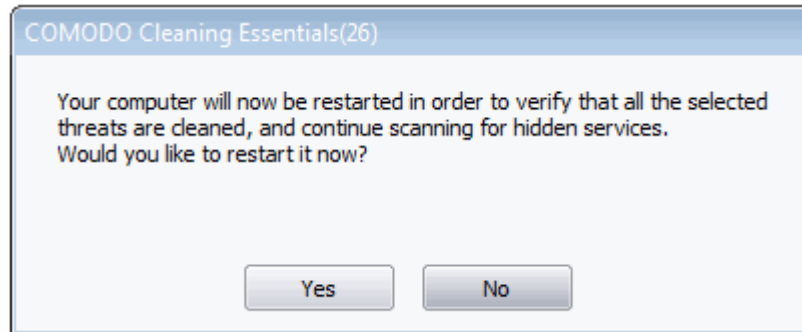 COMODO Cleaning Essentials(26)
Your computer will now be restarted in order to verify that all the selected
threats are cleaned, and continue scanning for hidden services.
Would you like to restart it now?
Yes No